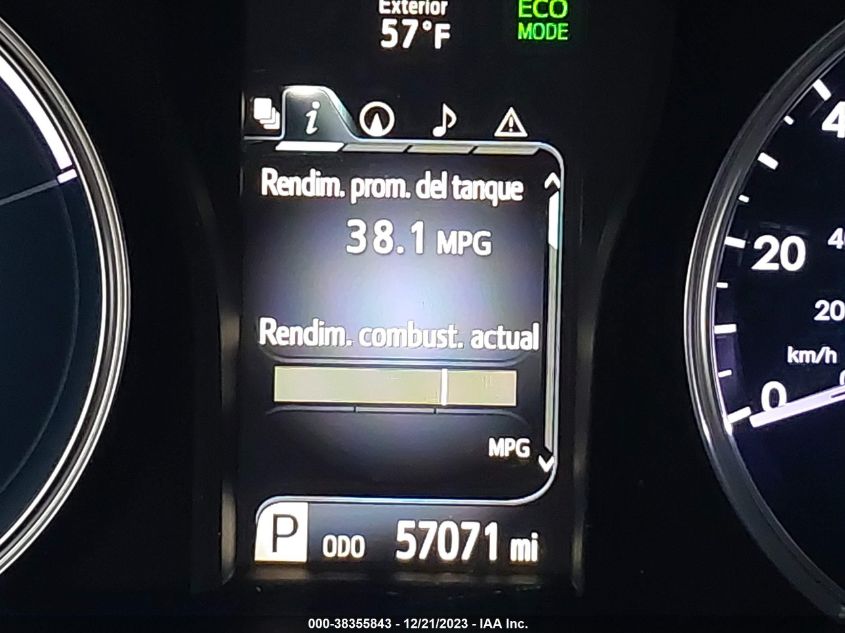 Exterior
57°F
ECO
MODE
i
Rendim. prom. del tanque
38.1 MPG
Rendim. combust. actual
MPG
P ODO 57071 mi
20
km/h
0
20
000-38355843 - 12/21/2023 - IAA Inc.